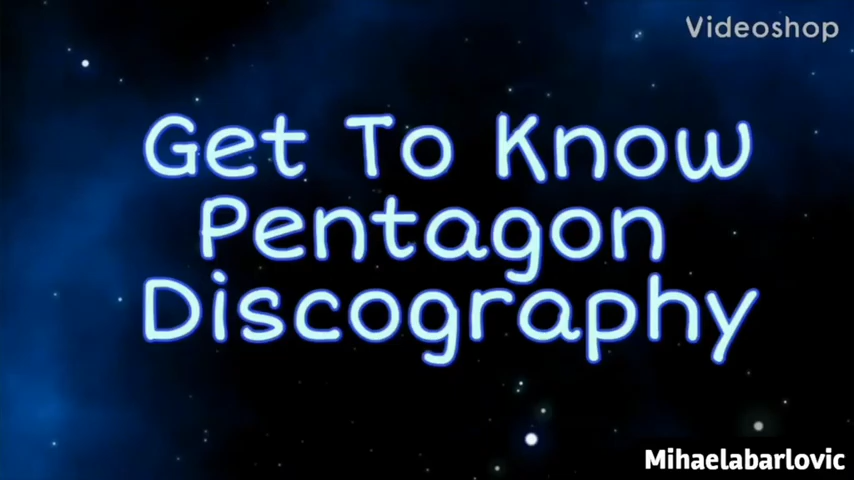 Videoshop
Get To Know
Pentagon
Discography
Mihaelabarlovic